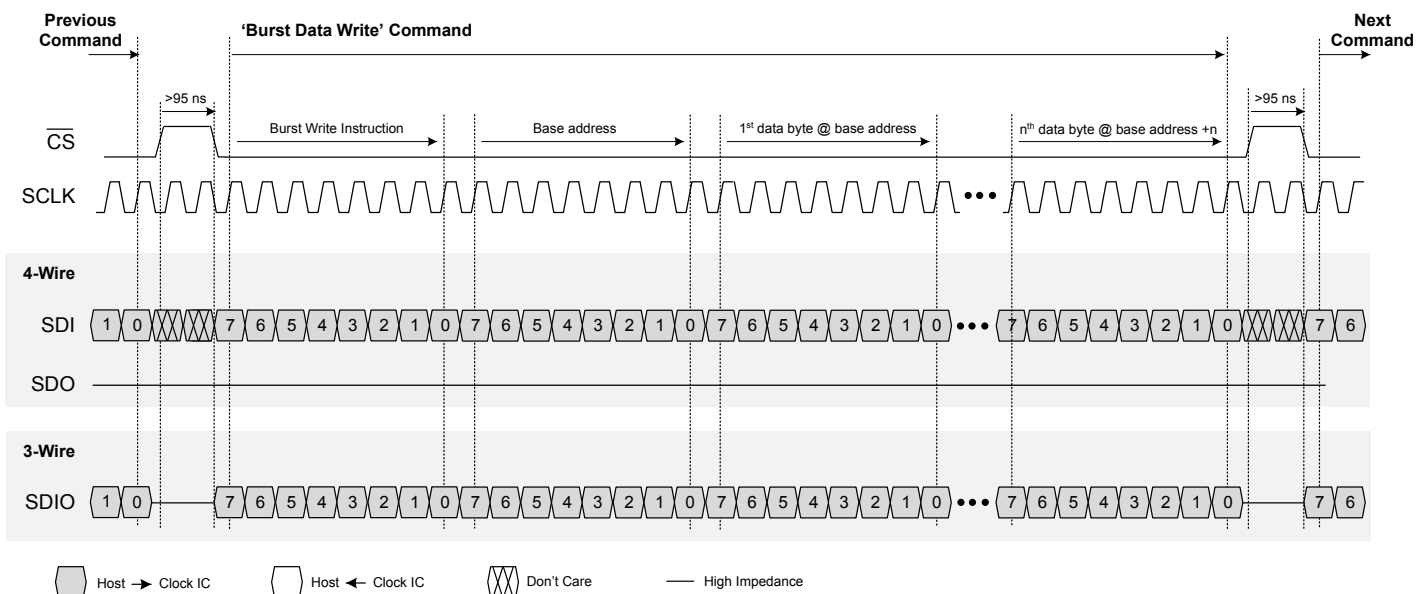 Previous Command
'Burst Data Write' Command
Next Command
>95 ns
>95 ns
CS
Burst Write Instruction
Base address
1st data byte @ base address
nth data byte @ base address +n
SCLK
•••
4-Wire
SDI 1 0 7 6 5 4 3 2 1 0 7 6 5 4 3 2 1 0 7 6 5 4 3 2 1 0 ••• 7 6 5 4 3 2 1 0 7 6
SDO
3-Wire
SDIO 1 0 7 6 5 4 3 2 1 0 7 6 5 4 3 2 1 0 7 6 5 4 3 2 1 0 ••• 7 6 5 4 3 2 1 0 7 6
Host → Clock IC
Host ← Clock IC
Don't Care
High Impedance